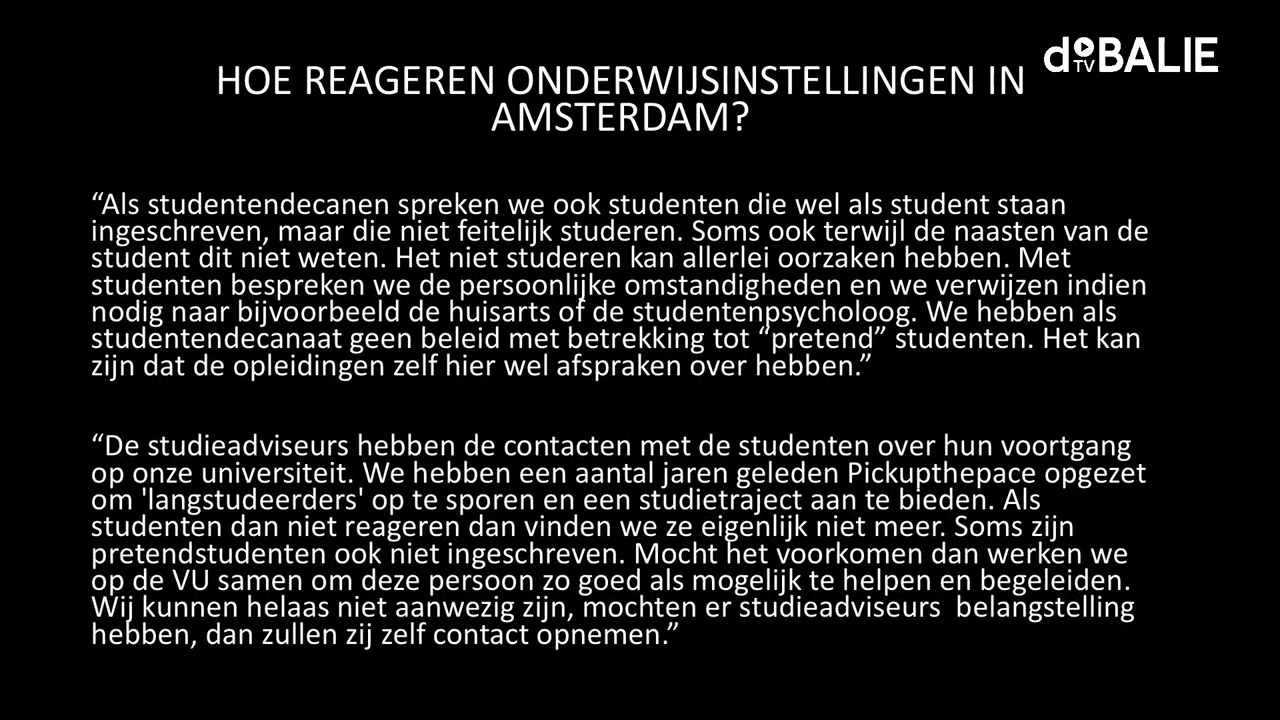 de BALIE
TV
HOE REAGEREN ONDERWIJSINSTELLINGEN IN
AMSTERDAM?
“Als studentendecanen spreken we ook studenten die wel als student staan
ingeschreven, maar die niet feitelijk studeren. Soms ook terwijl de naasten van de
student dit niet weten. Het niet studeren kan allerlei oorzaken hebben. Met
studenten bespreken we de persoonlijke omstandigheden en we verwijzen indien
nodig naar bijvoorbeeld de huisarts of de studentenpsycholoog. We hebben als
studentendecanaat geen beleid met betrekking tot “pretend” studenten. Het kan
zijn dat de opleidingen zelf hier wel afspraken over hebben.”
“De studieadviseurs hebben de contacten met de studenten over hun voortgang
op onze universiteit. We hebben een aantal jaren geleden Pickupthepace opgezet
om 'langstudeerders' op te sporen en een studietraject aan te bieden. Als
studenten dan niet reageren dan vinden we ze eigenlijk niet meer. Soms zijn
pretendstudenten ook niet ingeschreven. Mocht het voorkomen dan werken we
op de VU samen om deze persoon zo goed als mogelijk te helpen en begeleiden.
Wij kunnen helaas niet aanwezig zijn, mochten er studieadviseurs  belangstelling
hebben, dan zullen zij zelf contact opnemen.”